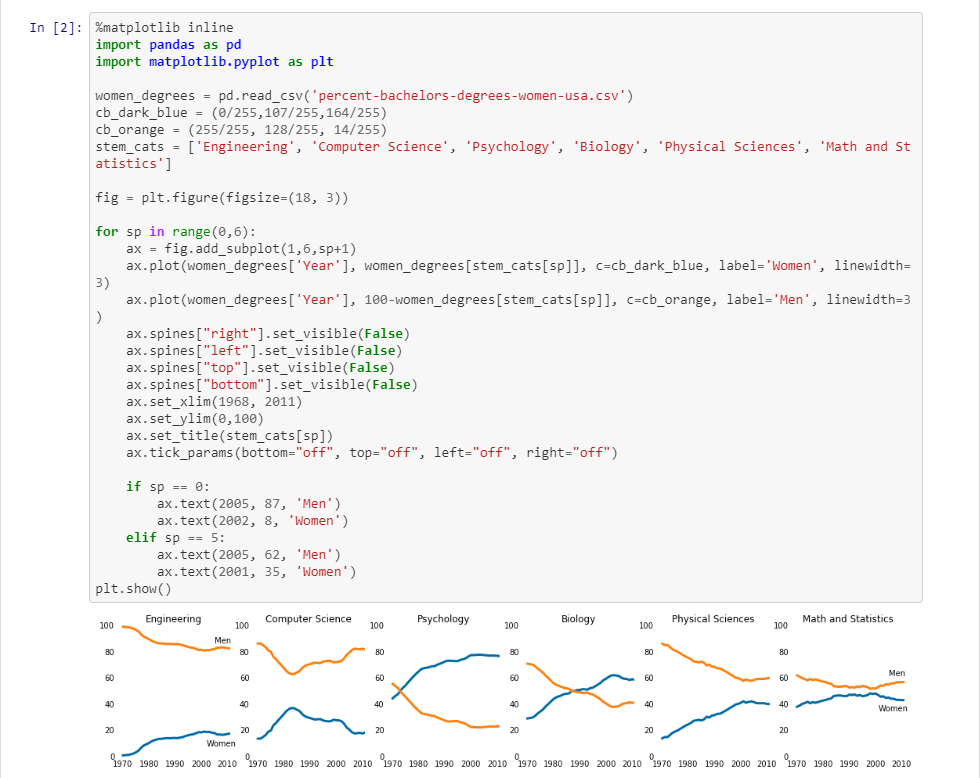 In [2]: %matplotlib inline
import pandas as pd
import matplotlib.pyplot as plt
women_degrees = pd.read_csv('percent-bachelors-degrees-women-usa.csv')
cb_dark_blue = (0/255,107/255,164/255)
cb_orange = (255/255, 128/255, 14/255)
stem_cats = ['Engineering', 'Computer Science', 'Psychology', 'Biology', 'Physical Sciences', 'Math and St
atistics']
fig = plt.figure(figsize=(18, 3))
for sp in range(0,6):
    ax = fig.add_subplot(1,6,sp+1)
    ax.plot(women_degrees['Year'], women_degrees[stem_cats[sp]], c=cb_dark_blue, label='Women', linewidth=
3)
    ax.plot(women_degrees['Year'], 100-women_degrees[stem_cats[sp]], c=cb_orange, label='Men', linewidth=3
)
    ax.spines["right"].set_visible(False)
    ax.spines["left"].set_visible(False)
    ax.spines["top"].set_visible(False)
    ax.spines["bottom"].set_visible(False)
    ax.set_xlim(1968, 2011)
    ax.set_ylim(0,100)
    ax.set_title(stem_cats[sp])
    ax.tick_params(bottom="off", top="off", left="off", right="off")
    if sp == 0:
        ax.text(2005, 87, 'Men')
        ax.text(2002, 8, 'Women')
    elif sp == 5:
        ax.text(2005, 62, 'Men')
        ax.text(2001, 35, 'Women')
plt.show()
Engineering Computer Science Psychology Biology Physical Sciences Math and Statistics
100 100 100 100 100 100
Men
80 80 80 80 80 80
Men
60 60 60 60 60 60
40 40 40 40 40 40
Women
20 20 20 20 20 20
Women
0 0 0 0 0 0
1970 1980 1990 2000 2010 1970 1980 1990 2000 2010 1970 1980 1990 2000 2010 1970 1980 1990 2000 2010 1970 1980 1990 2000 2010 1970 1980 1990 2000 2010